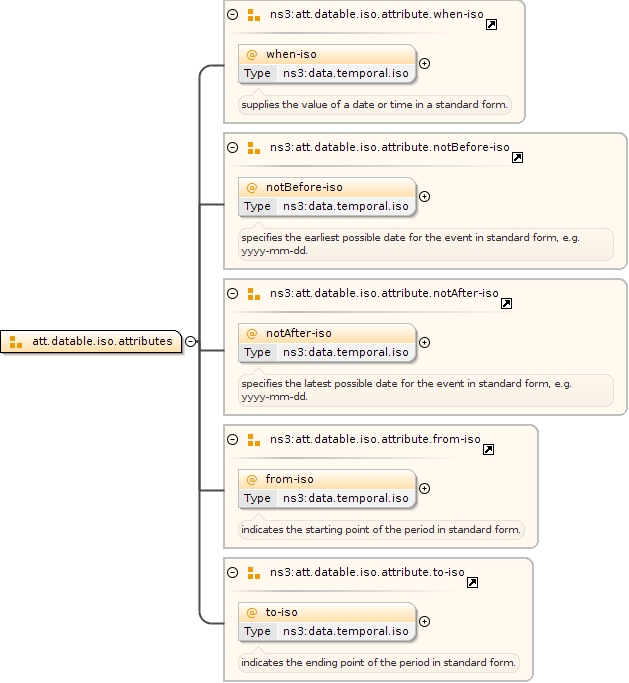 ns3:att.datable.iso.attribute.when-iso
@ when-iso
Type ns3:data.temporal.iso
supplies the value of a date or time in a standard form.
ns3:att.datable.iso.attribute.notBefore-iso
@ notBefore-iso
Type ns3:data.temporal.iso
specifies the earliest possible date for the event in standard form, e.g.
yyyy-mm-dd.
ns3:att.datable.iso.attribute.notAfter-iso
att.datable.iso.attributes
@ notAfter-iso
Type ns3:data.temporal.iso
specifies the latest possible date for the event in standard form, e.g.
yyyy-mm-dd.
ns3:att.datable.iso.attribute.from-iso
@ from-iso
Type ns3:data.temporal.iso
indicates the starting point of the period in standard form.
ns3:att.datable.iso.attribute.to-iso
@ to-iso
Type ns3:data.temporal.iso
indicates the ending point of the period in standard form.